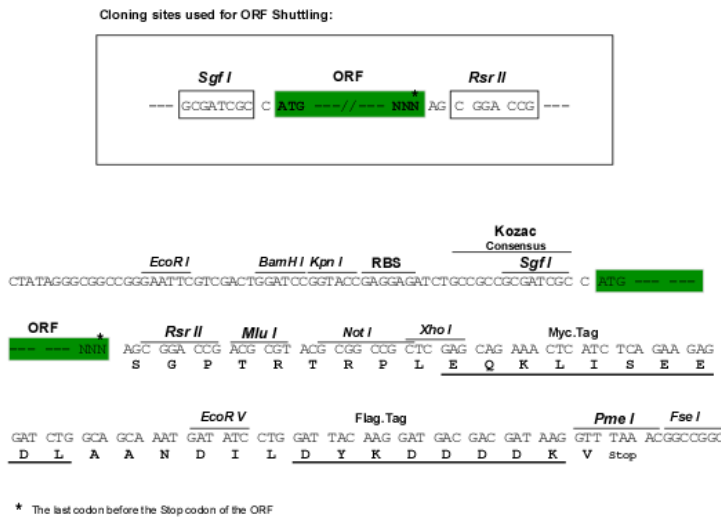 Cloning sites used for ORF Shuttling:
Sgf I ORF Rsr II
*
--- GCGATCGC C ATG ---//--- NNN AG C GGA CCG ---
Kozac
Consensus
EcoR I BamH I Kpn I RBS Sgf I
CTATAGGGCGGCCGGGAATTCGTCGACTGGATCCGGTACCGAGGAGATCTGCCGCCGCGATCGC C ATG --- ---
ORF * Rsr II Mlu I Not I Xho I Myc.Tag
--- --- NNN AGC GGA CCG ACG CGT ACG CGG CCG CTC GAG CAG AAA CTC ATC TCA GAA GAG
S G P T R T R P L E Q K L I S E E
EcoR V Flag.Tag Pme I Fse I
GAT CTG GCA GCA AAT GAT ATC CTG GAT TAC AAG GAT GAC GAC GAT AAG GTT TAA ACGGCCGGC
D L A A N D I L D Y K D D D D K V Stop
* The last codon before the Stop codon of the ORF